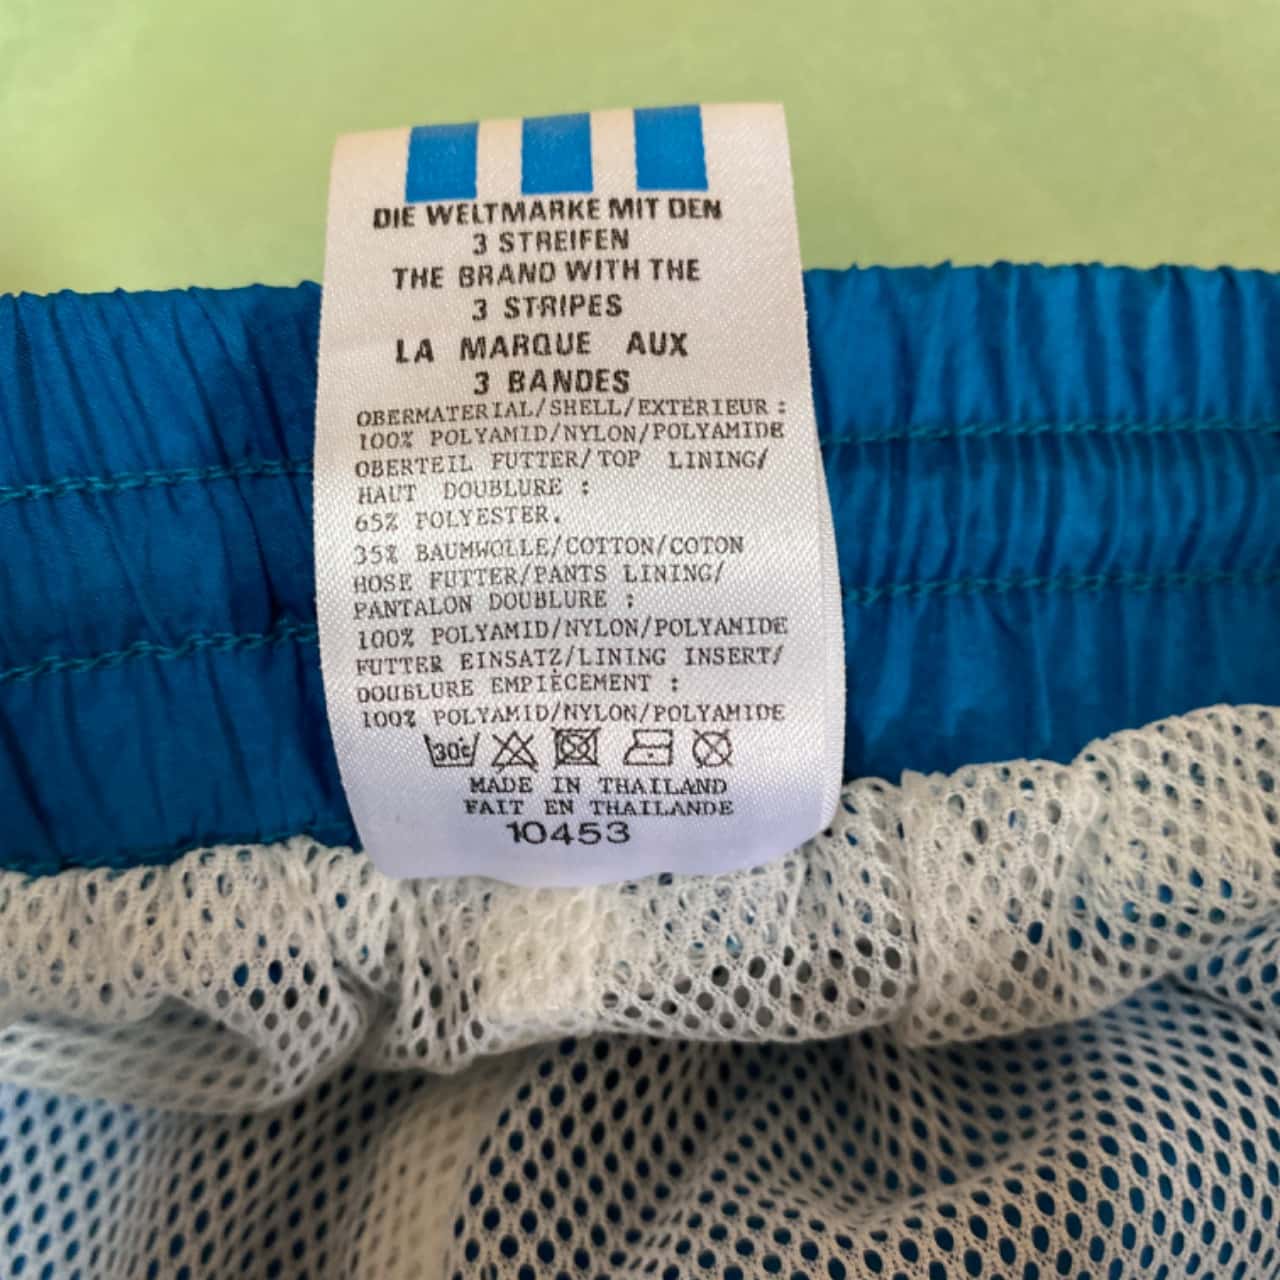 DIE WELTMARKE MIT DEN
3 STREIFEN
THE BRAND WITH THE
3 STRIPES
LA MARQUE AUX
3 BANDES
OBERMATERIAL/SHELL/EXTÉRIEUR :
100% POLYAMID/NYLON/POLYAMIDE
OBERTEIL FUTTER/TOP LINING/
HAUT DOUBLURE :
65% POLYESTER.
35% BAUMWOLLE/COTTON/COTON
HOSE FUTTER/PANTS LINING/
PANTALON DOUBLURE :
100% POLYAMID/NYLON/POLYAMIDE
FUTTER EINSATZ/LINING INSERT/
DOUBLURE EMPIÈCEMENT :
100% POLYAMID/NYLON/POLYAMIDE
30°c
MADE IN THAILAND
FAIT EN THAILANDE
10453